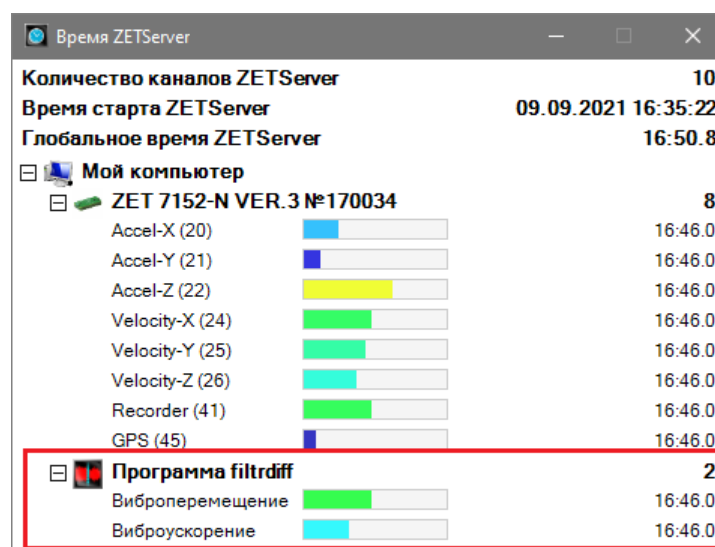 Время ZETServer
Количество каналов ZETServer 10
Время старта ZETServer 09.09.2021 16:35:22
Глобальное время ZETServer 16:50.8
Мой компьютер
ZET 7152-N VER.3 №170034 8
Accel-X (20) 16:46.0
Accel-Y (21) 16:46.0
Accel-Z (22) 16:46.0
Velocity-X (24) 16:46.0
Velocity-Y (25) 16:46.0
Velocity-Z (26) 16:46.0
Recorder (41) 16:46.0
GPS (45) 16:46.0
Программа filtrdiff 2
Виброперемещение 16:46.0
Виброускорение 16:46.0